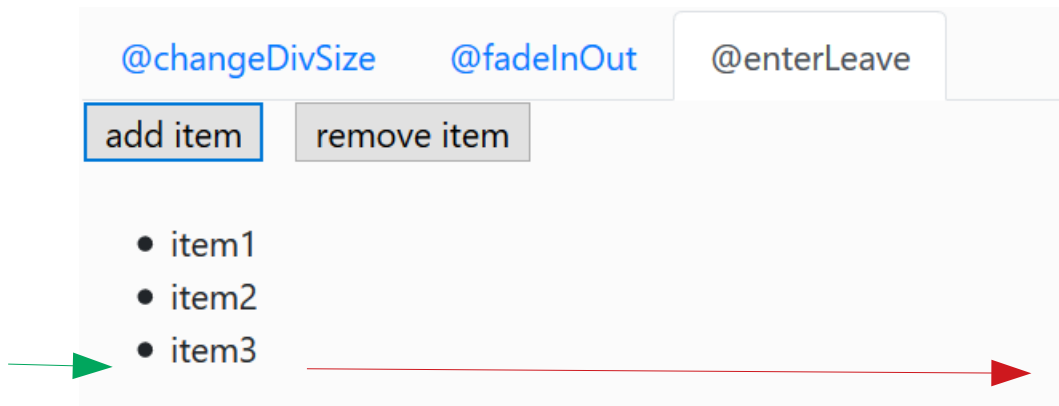 @changeDivSize @fadeInOut @enterLeave
add item remove item
item1
item2
item3